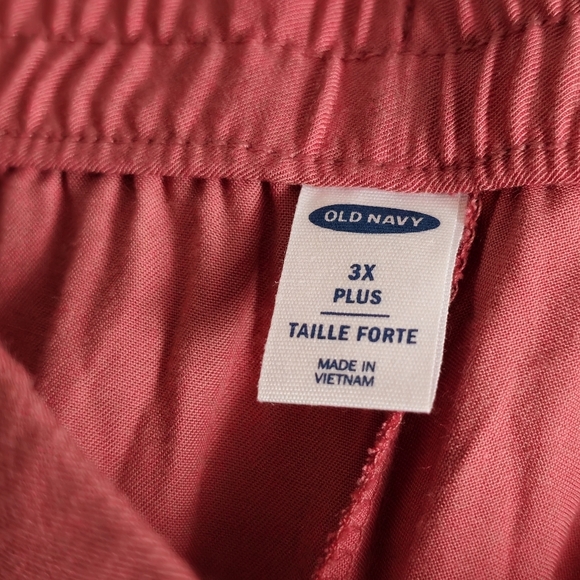 OLD NAVY
3X
PLUS
TAILLE FORTE
MADE IN
VIETNAM